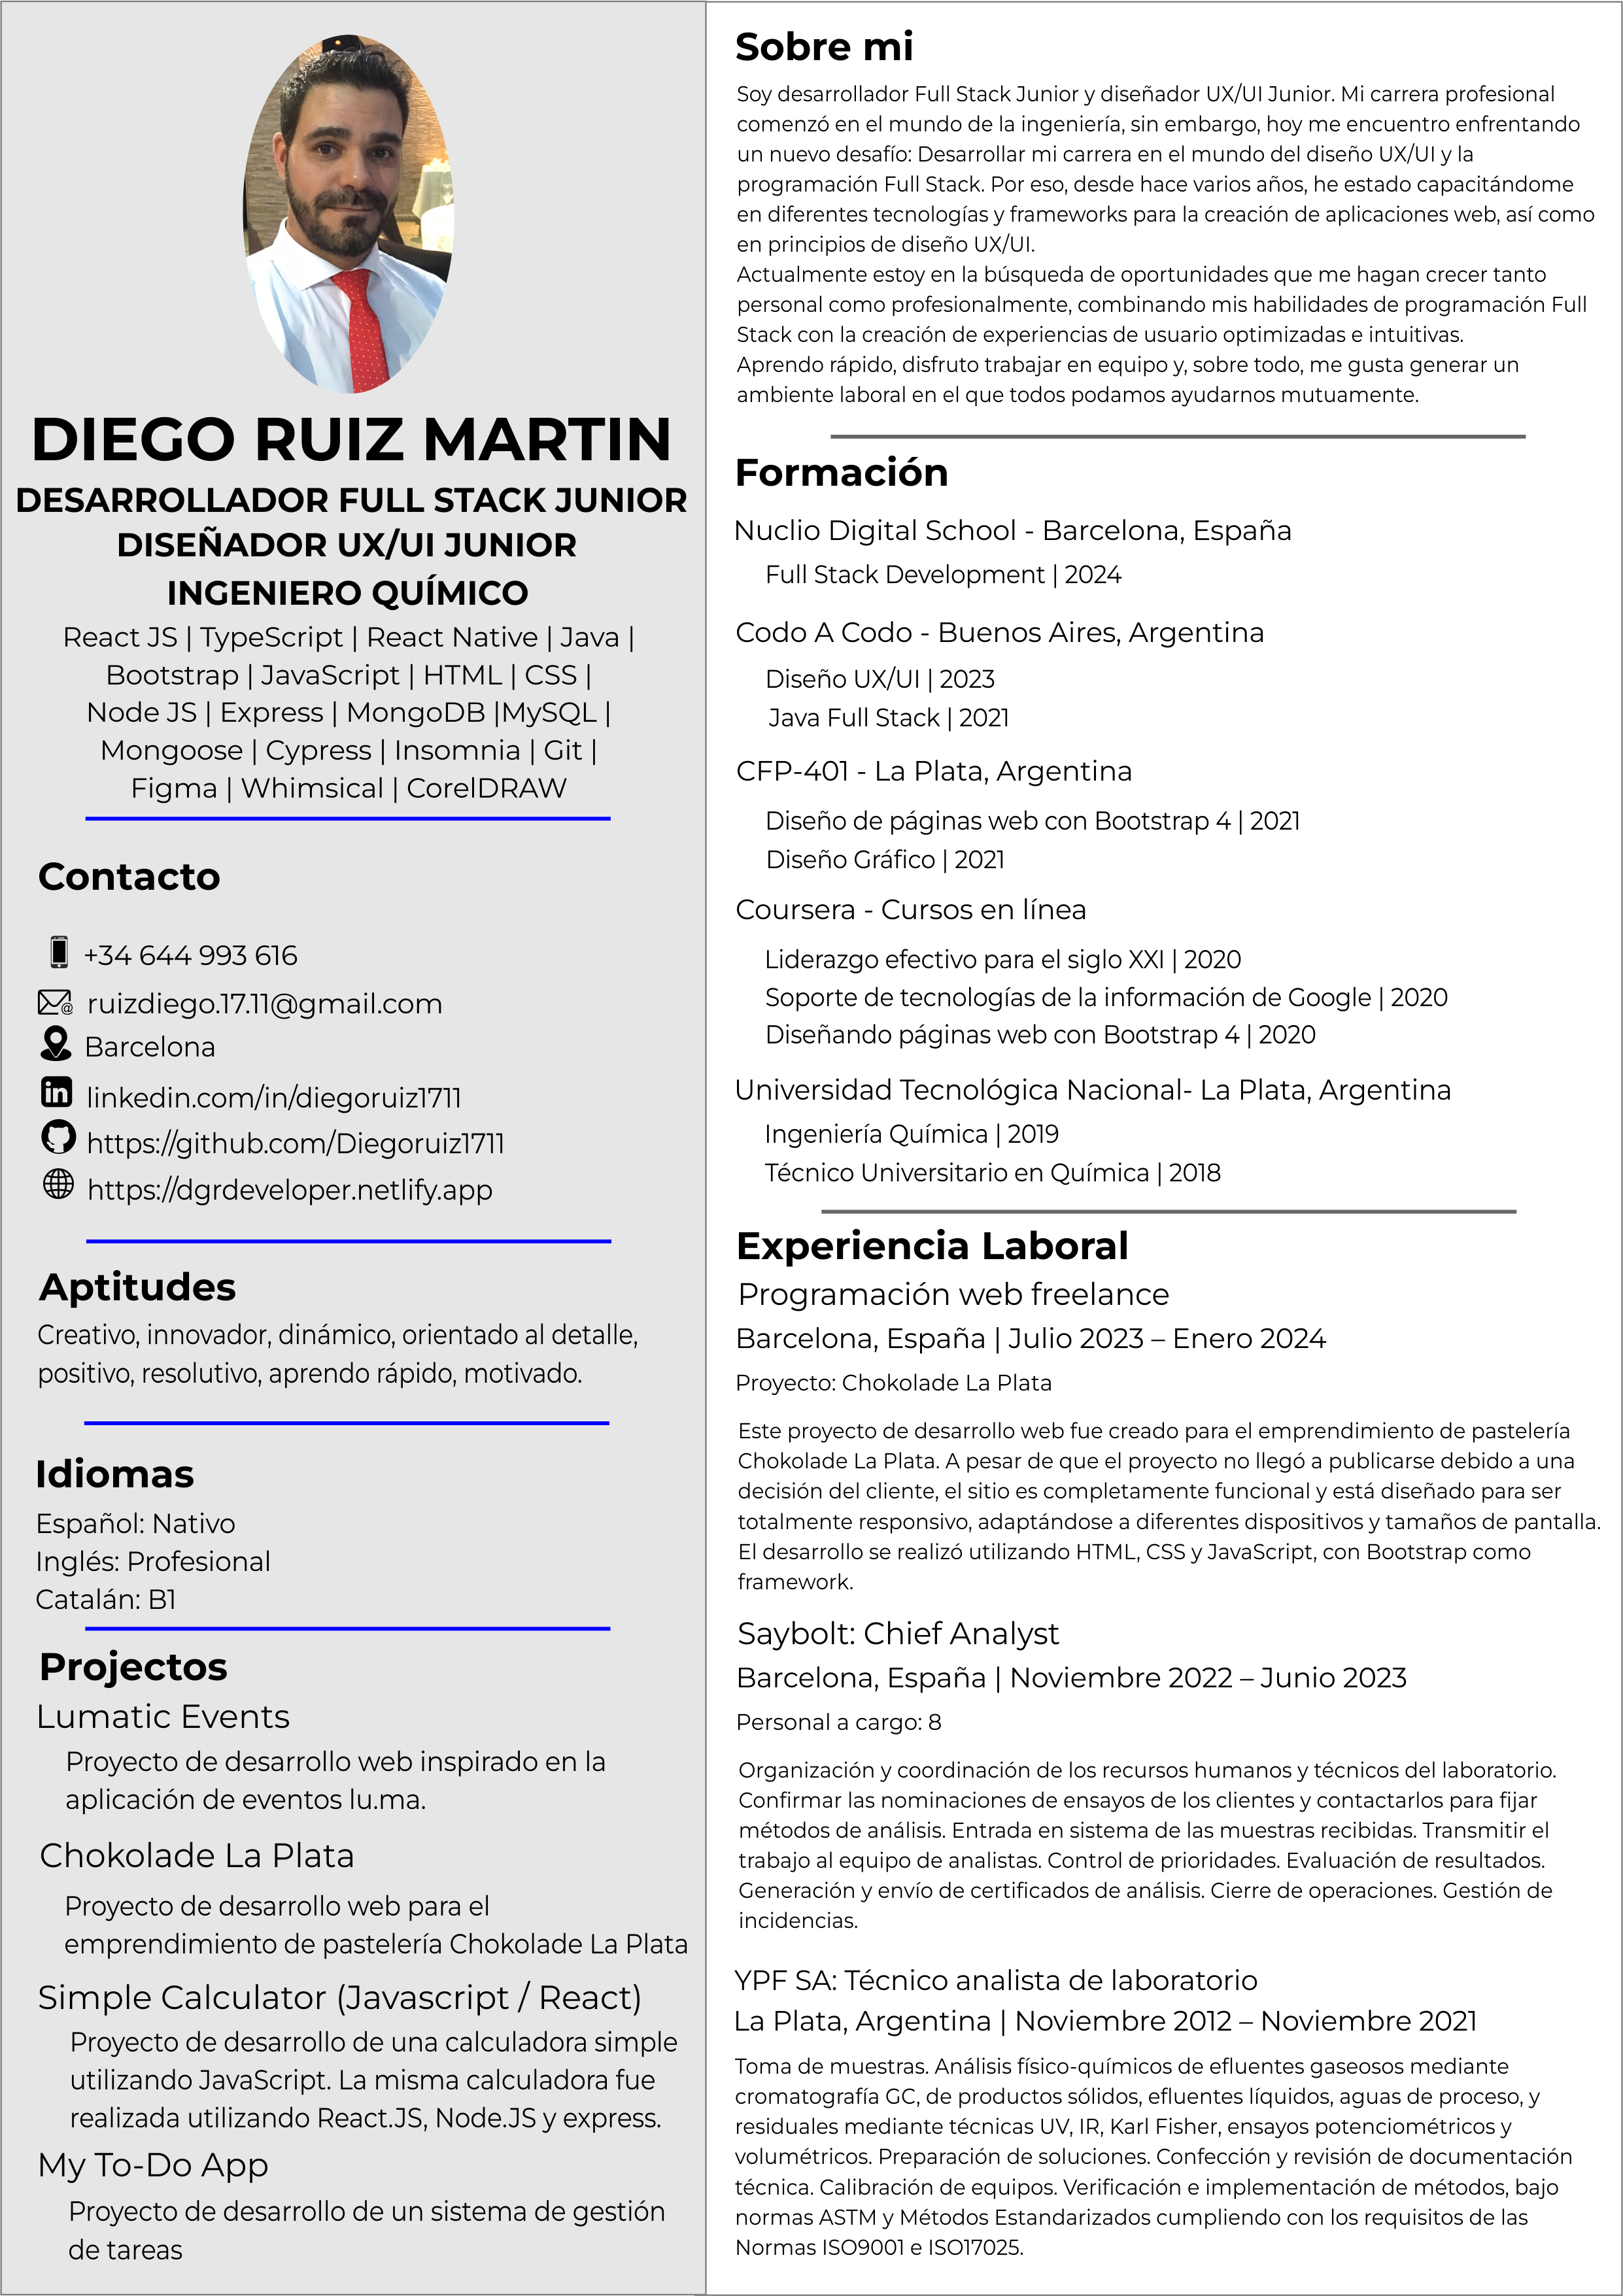 DIEGO RUIZ MARTIN
DESARROLLADOR FULL STACK JUNIOR
DISEÑADOR UX/UI JUNIOR
INGENIERO QUÍMICO
React JS | TypeScript | React Native | Java |
Bootstrap | JavaScript | HTML | CSS |
Node JS | Express | MongoDB |MySQL |
Mongoose | Cypress | Insomnia | Git |
Figma | Whimsical | CorelDRAW
Contacto
+34 644 993 616
ruizdiego.17.11@gmail.com
Barcelona
linkedin.com/in/diegoruiz1711
https://github.com/Diegoruiz1711
https://dgrdeveloper.netlify.app
Aptitudes
Creativo, innovador, dinámico, orientado al detalle,
positivo, resolutivo, aprendo rápido, motivado.
Idiomas
Español: Nativo
Inglés: Profesional
Catalán: B1
Projectos
Lumatic Events
Proyecto de desarrollo web inspirado en la
aplicación de eventos lu.ma.
Chokolade La Plata
Proyecto de desarrollo web para el
emprendimiento de pastelería Chokolade La Plata
Simple Calculator (Javascript / React)
Proyecto de desarrollo de una calculadora simple
utilizando JavaScript. La misma calculadora fue
realizada utilizando React.JS, Node.JS y express.
My To-Do App
Proyecto de desarrollo de un sistema de gestión
de tareas
Sobre mi
Soy desarrollador Full Stack Junior y diseñador UX/UI Junior. Mi carrera profesional
comenzó en el mundo de la ingeniería, sin embargo, hoy me encuentro enfrentando
un nuevo desafío: Desarrollar mi carrera en el mundo del diseño UX/UI y la
programación Full Stack. Por eso, desde hace varios años, he estado capacitándome
en diferentes tecnologías y frameworks para la creación de aplicaciones web, así como
en principios de diseño UX/UI.
Actualmente estoy en la búsqueda de oportunidades que me hagan crecer tanto
personal como profesionalmente, combinando mis habilidades de programación Full
Stack con la creación de experiencias de usuario optimizadas e intuitivas.
Aprendo rápido, disfruto trabajar en equipo y, sobre todo, me gusta generar un
ambiente laboral en el que todos podamos ayudarnos mutuamente.
Formación
Nuclio Digital School - Barcelona, España
Full Stack Development | 2024
Codo A Codo - Buenos Aires, Argentina
Diseño UX/UI | 2023
Java Full Stack | 2021
CFP-401 - La Plata, Argentina
Diseño de páginas web con Bootstrap 4 | 2021
Diseño Gráfico | 2021
Coursera - Cursos en línea
Liderazgo efectivo para el siglo XXI | 2020
Soporte de tecnologías de la información de Google | 2020
Diseñando páginas web con Bootstrap 4 | 2020
Universidad Tecnológica Nacional- La Plata, Argentina
Ingeniería Química | 2019
Técnico Universitario en Química | 2018
Experiencia Laboral
Programación web freelance
Barcelona, España | Julio 2023 – Enero 2024
Proyecto: Chokolade La Plata
Este proyecto de desarrollo web fue creado para el emprendimiento de pastelería
Chokolade La Plata. A pesar de que el proyecto no llegó a publicarse debido a una
decisión del cliente, el sitio es completamente funcional y está diseñado para ser
totalmente responsivo, adaptándose a diferentes dispositivos y tamaños de pantalla.
El desarrollo se realizó utilizando HTML, CSS y JavaScript, con Bootstrap como
framework.
Saybolt: Chief Analyst
Barcelona, España | Noviembre 2022 – Junio 2023
Personal a cargo: 8
Organización y coordinación de los recursos humanos y técnicos del laboratorio.
Confirmar las nominaciones de ensayos de los clientes y contactarlos para fijar
métodos de análisis. Entrada en sistema de las muestras recibidas. Transmitir el
trabajo al equipo de analistas. Control de prioridades. Evaluación de resultados.
Generación y envío de certificados de análisis. Cierre de operaciones. Gestión de
incidencias.
YPF SA: Técnico analista de laboratorio
La Plata, Argentina | Noviembre 2012 – Noviembre 2021
Toma de muestras. Análisis físico-químicos de efluentes gaseosos mediante
cromatografía GC, de productos sólidos, efluentes líquidos, aguas de proceso, y
residuales mediante técnicas UV, IR, Karl Fisher, ensayos potenciométricos y
volumétricos. Preparación de soluciones. Confección y revisión de documentación
técnica. Calibración de equipos. Verificación e implementación de métodos, bajo
normas ASTM y Métodos Estandarizados cumpliendo con los requisitos de las
Normas ISO9001 e ISO17025.